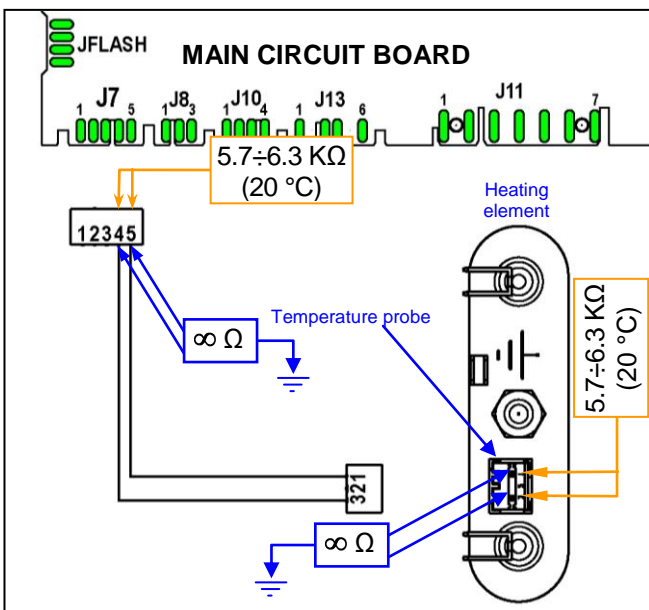 JFLASH
MAIN CIRCUIT BOARD
J7 J8 J10 J13 J11
1 5 1 3 1 4 1 6 1 7
5.7÷6.3 KΩ
(20 °C)
12345
Heating
element
Temperature probe
∞ Ω
5.7÷6.3 KΩ
(20 °C)
321
∞ Ω